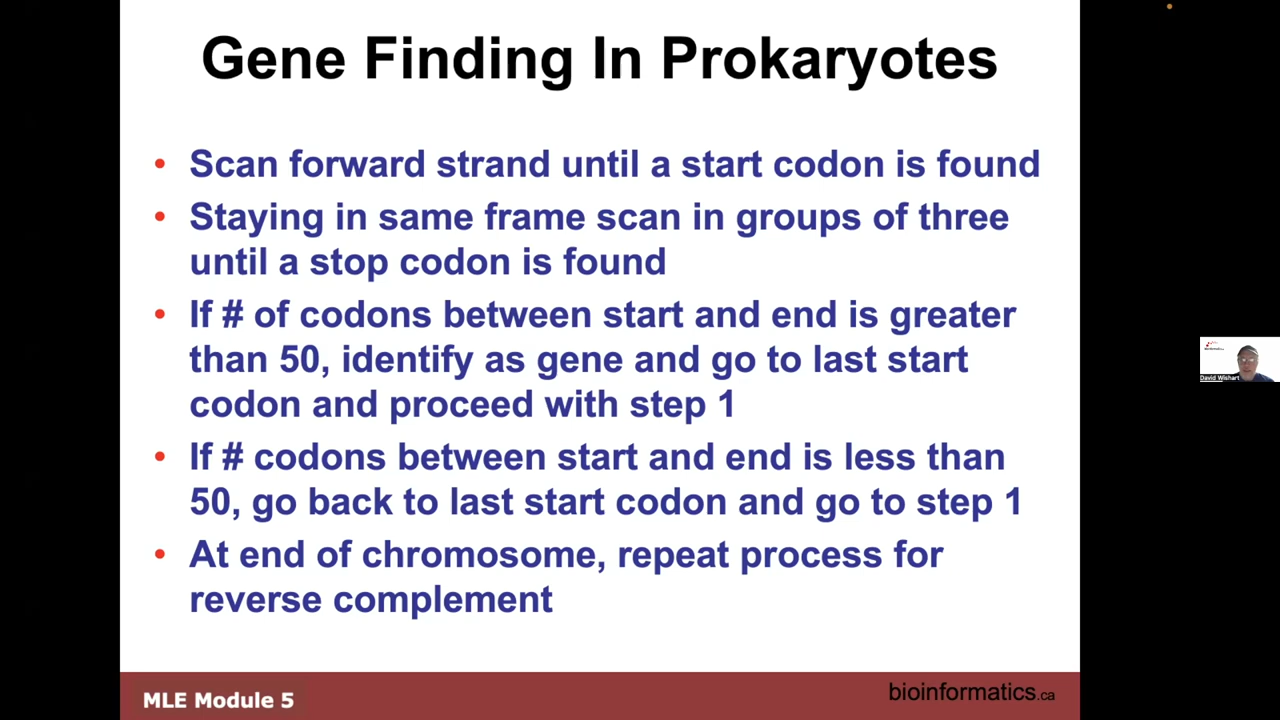 Gene Finding In Prokaryotes
• Scan forward strand until a start codon is found
• Staying in same frame scan in groups of three
until a stop codon is found
• If # of codons between start and end is greater
than 50, identify as gene and go to last start
codon and proceed with step 1
• If # codons between start and end is less than
50, go back to last start codon and go to step 1
• At end of chromosome, repeat process for
reverse complement
David Wishart
MLE Module 5
bioinformatics.ca